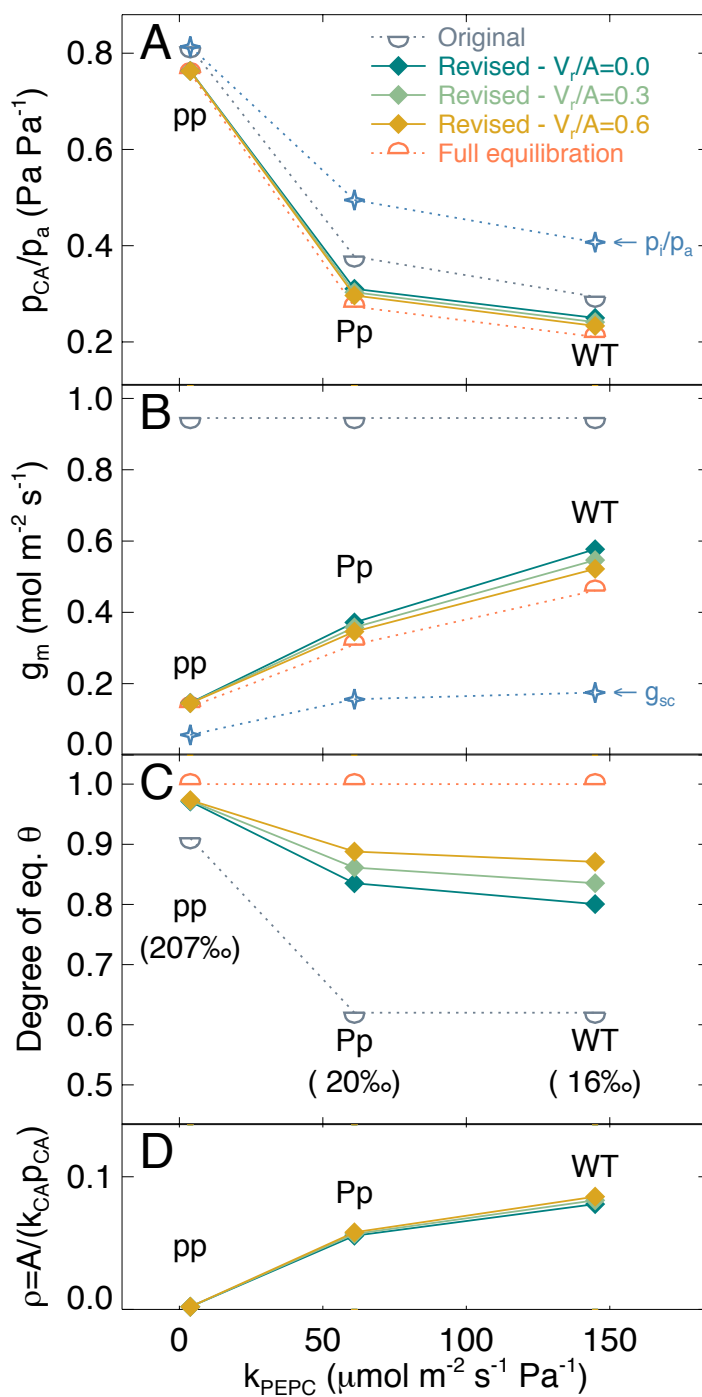 A
Original
Revised - Vr/A=0.0
Revised - Vr/A=0.3
Revised - Vr/A=0.6
Full equilibration
0.8
0.6
0.4
0.2
pCA/pa (Pa Pa-1)
pp
Pp
WT
pi/pa
B
1.0
0.8
0.6
0.4
0.2
0.0
gm (mol m-2 s-1)
pp
Pp
WT
gsc
C
1.0
0.9
0.8
0.7
0.6
0.5
Degree of eq. θ
pp
(207‰)
Pp
( 20‰)
WT
( 16‰)
D
0.1
0.0
ρ=A/(kCApCA)
pp
Pp
WT
0 50 100 150
kPEPC (μmol m-2 s-1 Pa-1)